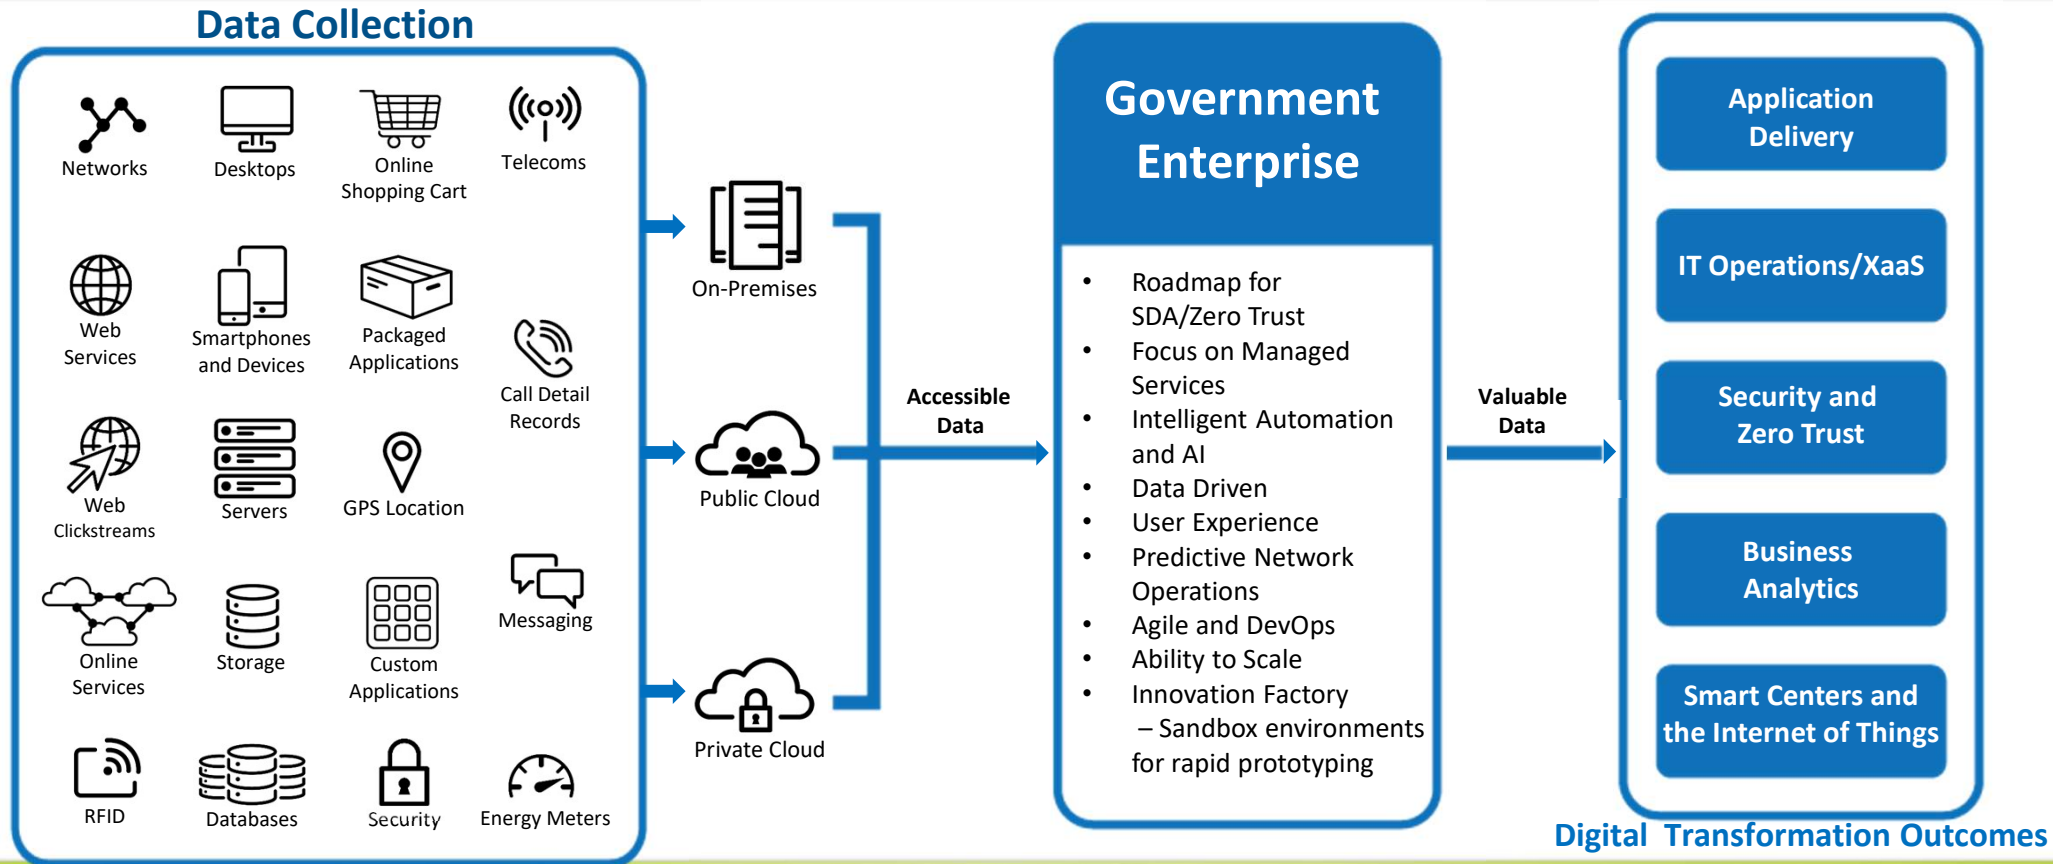 Data Collection
Networks
Desktops
Online
Shopping Cart
Telecoms
Web
Services
Smartphones
and Devices
Packaged
Applications
Call Detail
Records
Web
Clickstreams
Servers
GPS Location
Online
Services
Storage
Custom
Applications
Messaging
RFID
Databases
Security
Energy Meters
On-Premises
Public Cloud
Private Cloud
Accessible
Data
Government
Enterprise
• Roadmap for
SDA/Zero Trust
• Focus on Managed
Services
• Intelligent Automation
and AI
• Data Driven
• User Experience
• Predictive Network
Operations
• Agile and DevOps
• Ability to Scale
• Innovation Factory
– Sandbox environments
for rapid prototyping
Valuable
Data
Application
Delivery
IT Operations/XaaS
Security and
Zero Trust
Business
Analytics
Smart Centers and
the Internet of Things
Digital Transformation Outcomes